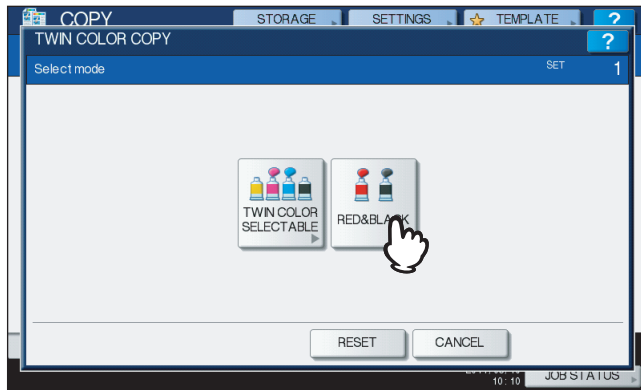 COPY
STORAGE
SETTINGS
TEMPLATE
?
TWIN COLOR COPY
?
Select mode
SET
1
TWIN COLOR
SELECTABLE
RED&BLACK
RESET
CANCEL
10 : 10
JOB STATUS